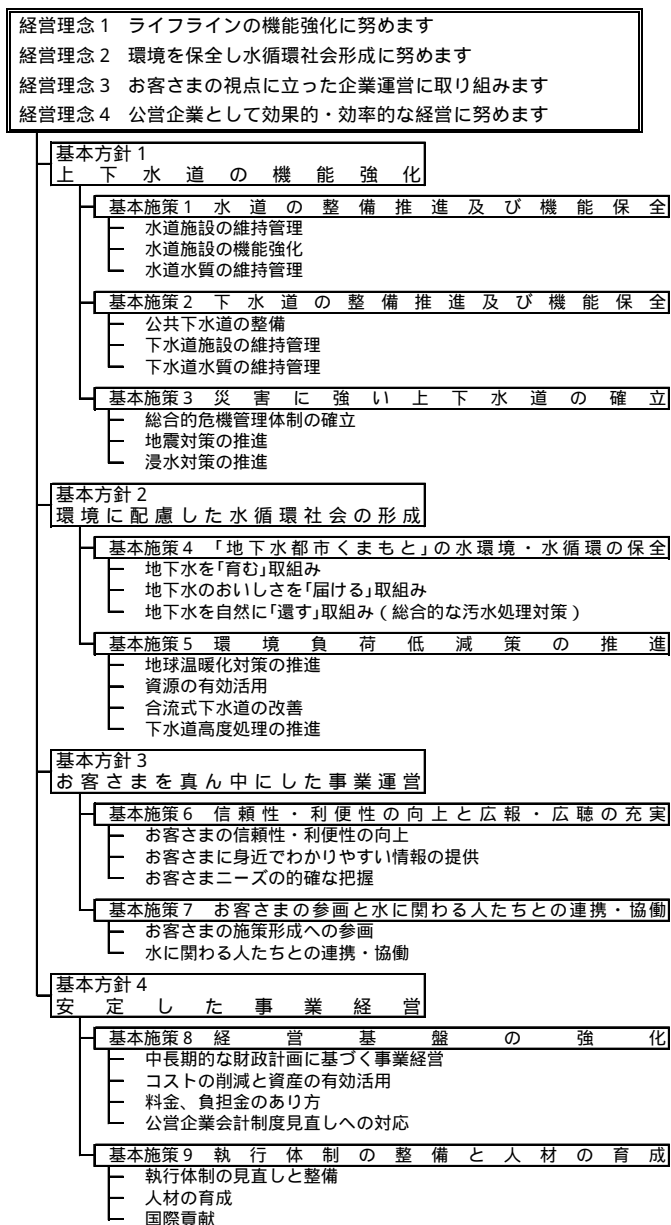 経営理念1 ライフラインの機能強化に努めます
経営理念2 環境を保全し水循環社会形成に努めます
経営理念3 お客さまの視点に立った企業運営に取り組みます
経営理念4 公営企業として効果的・効率的な経営に努めます
基本方針1
上下水道の機能強化
基本施策1 水道の整備推進及び機能保全
水道施設の維持管理
水道施設の機能強化
水道水質の維持管理
基本施策2 下水道の整備推進及び機能保全
公共下水道の整備
下水道施設の維持管理
下水道水質の維持管理
基本施策3 災害に強い上下水道の確立
総合的危機管理体制の確立
地震対策の推進
浸水対策の推進
基本方針2
環境に配慮した水循環社会の形成
基本施策4 「地下水都市くまもと」の水環境・水循環の保全
地下水を「育む」取組み
地下水のおいしさを「届ける」取組み
地下水を自然に「還す」取組み(総合的な汚水処理対策)
基本施策5 環境負荷低減策の推進
地球温暖化対策の推進
資源の有効活用
合流式下水道の改善
下水道高度処理の推進
基本方針3
お客さまを真ん中にした事業運営
基本施策6 信頼性・利便性の向上と広報・広聴の充実
お客さまの信頼性・利便性の向上
お客さまに身近でわかりやすい情報の提供
お客さまニーズの的確な把握
基本施策7 お客さまの参画と水に関わる人たちとの連携・協働
お客さまの施策形成への参画
水に関わる人たちとの連携・協働
基本方針4
安定した事業経営
基本施策8 経営基盤の強化
中長期的な財政計画に基づく事業経営
コストの削減と資産の有効活用
料金、負担金のあり方
公営企業会計制度見直しへの対応
基本施策9 執行体制の整備と人材の育成
執行体制の見直しと整備
人材の育成
国際貢献